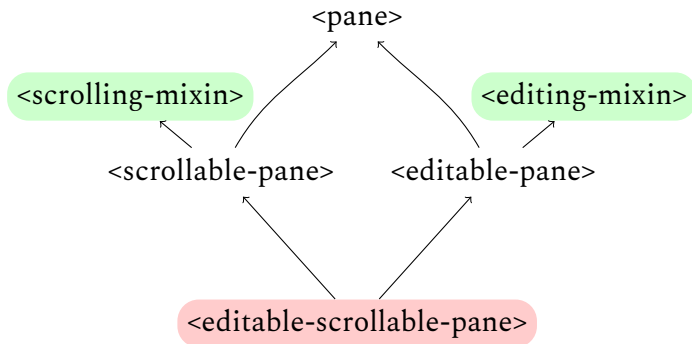 <pane>
<scrolling-mixin>
<editing-mixin>
<scrollable-pane>
<editable-pane>
<editable-scrollable-pane>